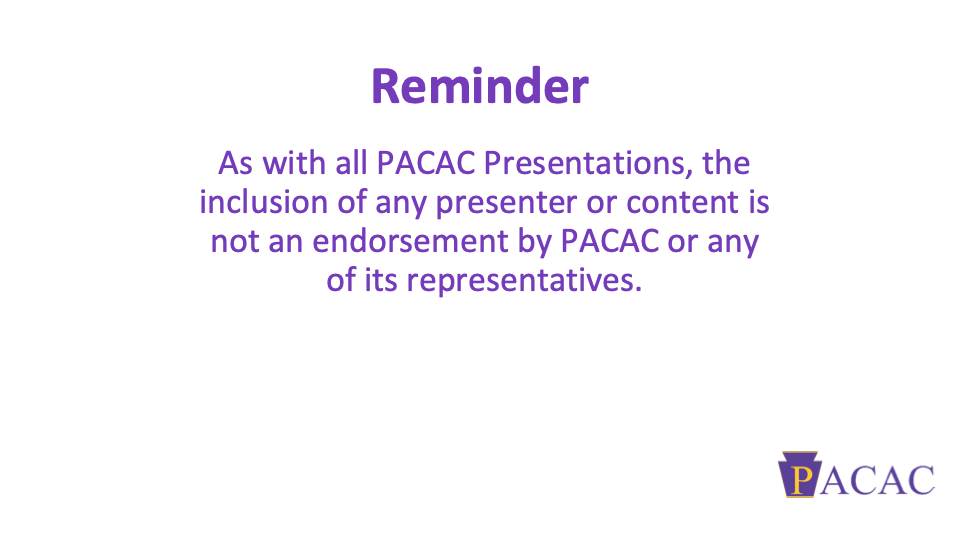 Reminder
As with all PACAC Presentations, the
inclusion of any presenter or content is
not an endorsement by PACAC or any
of its representatives.
PACAC